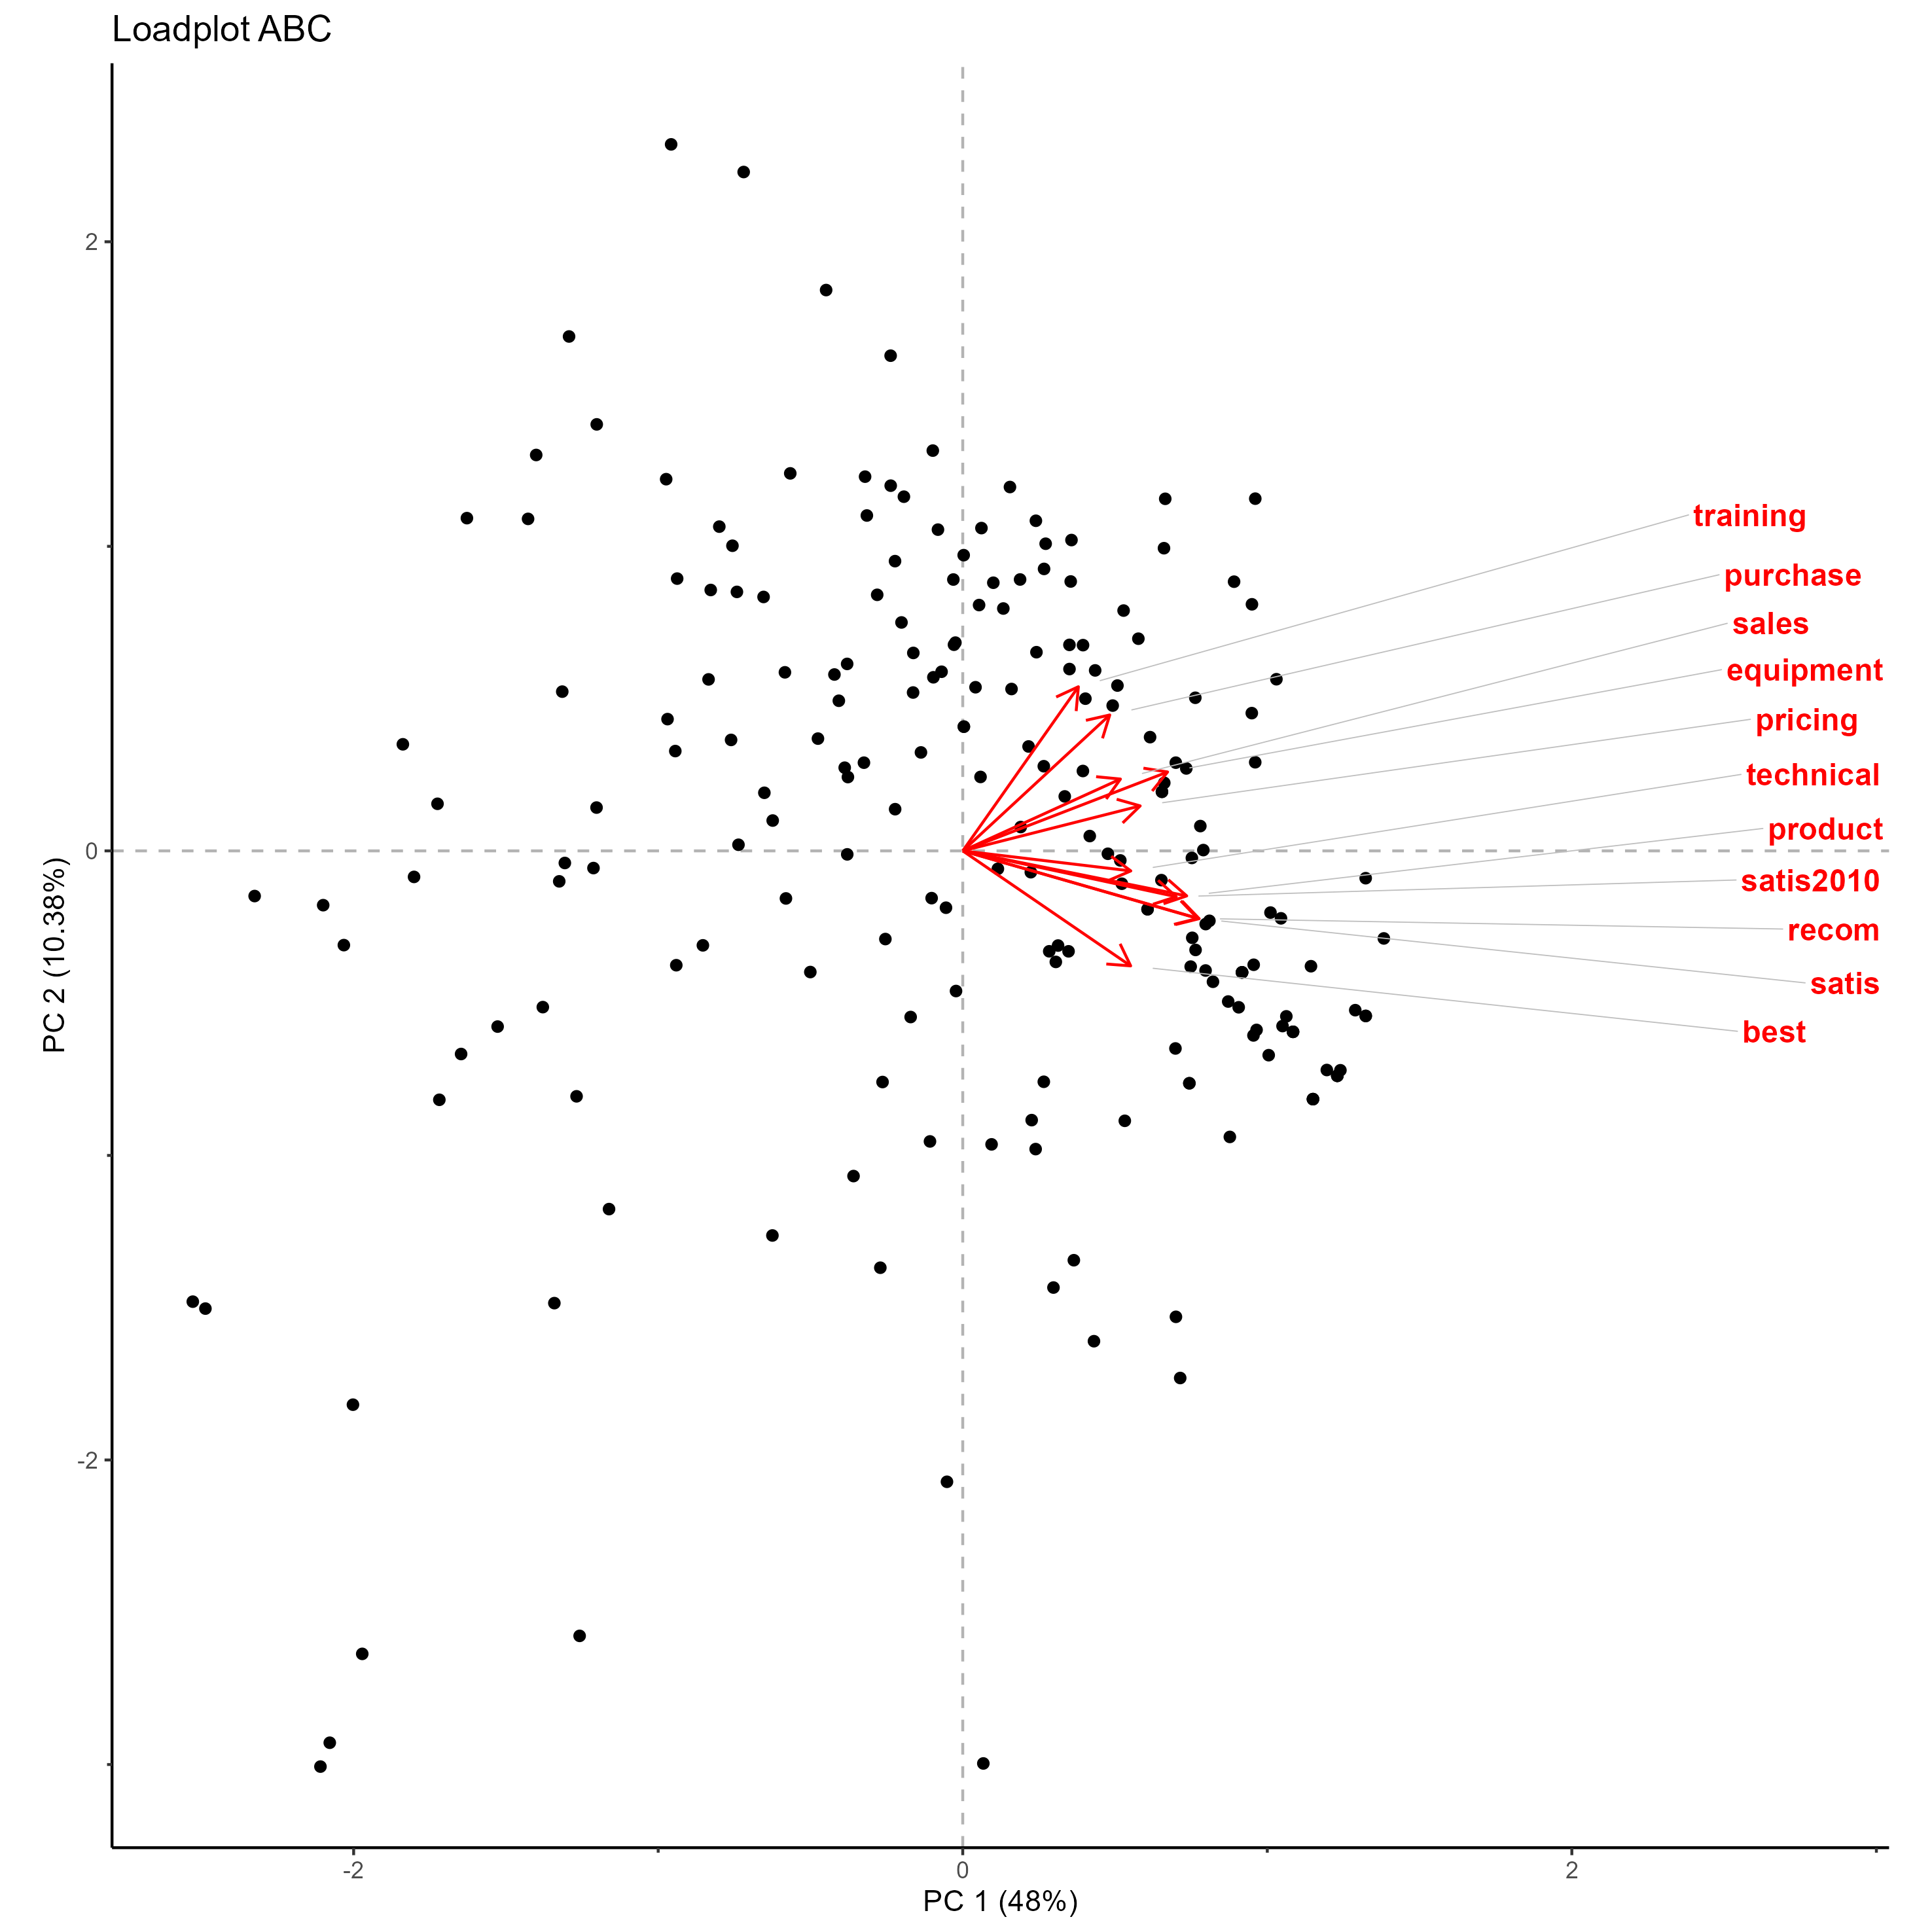 Loadplot ABC
2
0
-2
PC 2 (10.38%)
training
purchase
sales
equipment
pricing
technical
product
satis2010
recom
satis
best
-2
0
2
PC 1 (48%)